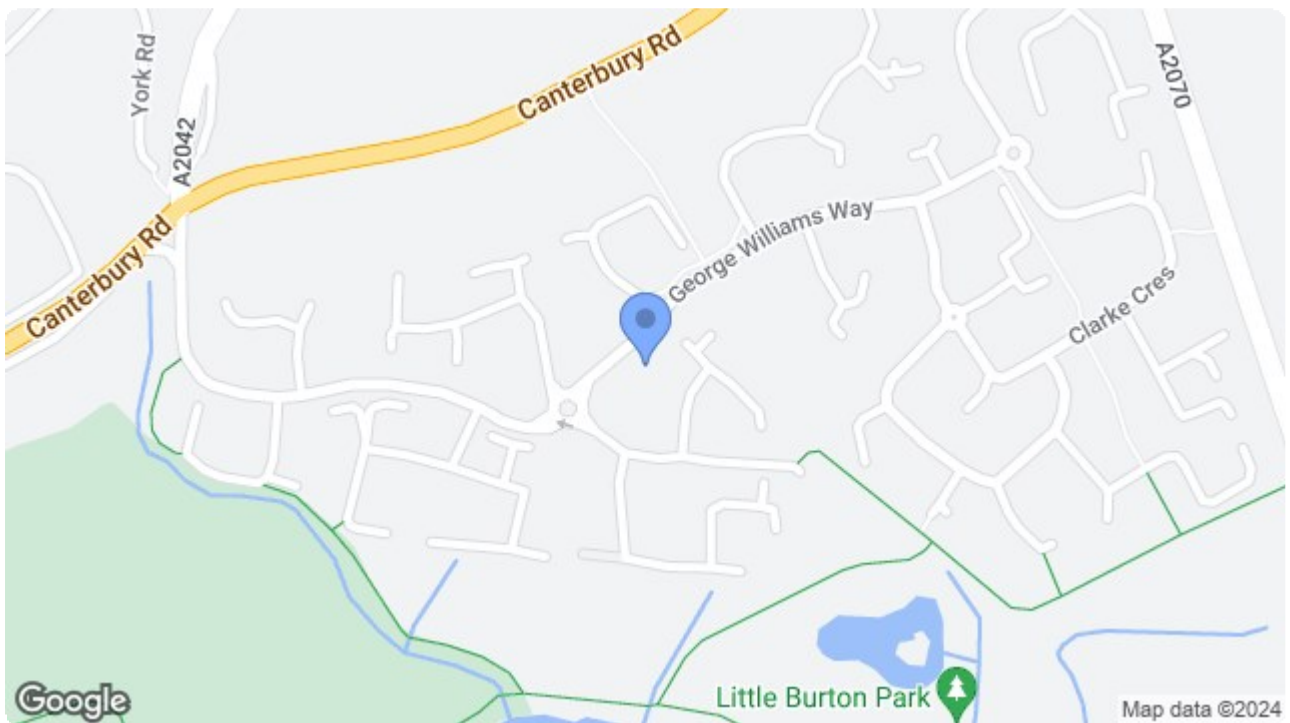 York Rd
A2042
Canterbury Rd
A2070
George Williams Way
Canterbury Rd
Clarke Cres
Little Burton Park
Google
Map data ©2024